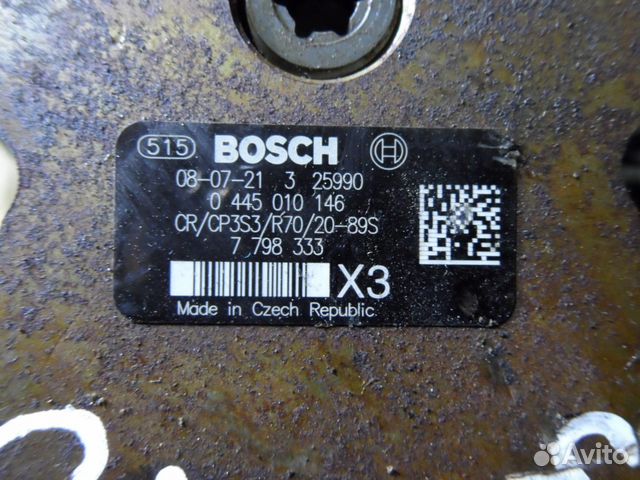 515 BOSCH
08-07-21 3 25990
0 445 010 146
CR/CP3S3/R70/20-89S
7 798 333
X3
Made in Czech Republic
Avito